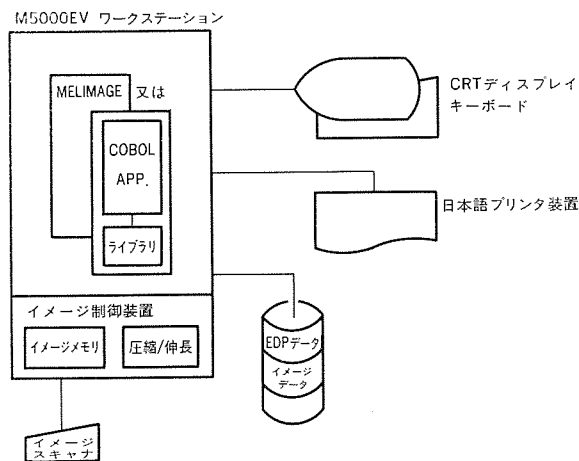 M5000EV ワークステーション
MELIMAGE 又は
COBOL
APP.
ライブラリ
イメージ制御装置
イメージメモリ
圧縮/伸長
イメージ
スキャナ
CRTディスプレイ
キーボード
日本語プリンタ装置
EDPデータ
イメージ
データ